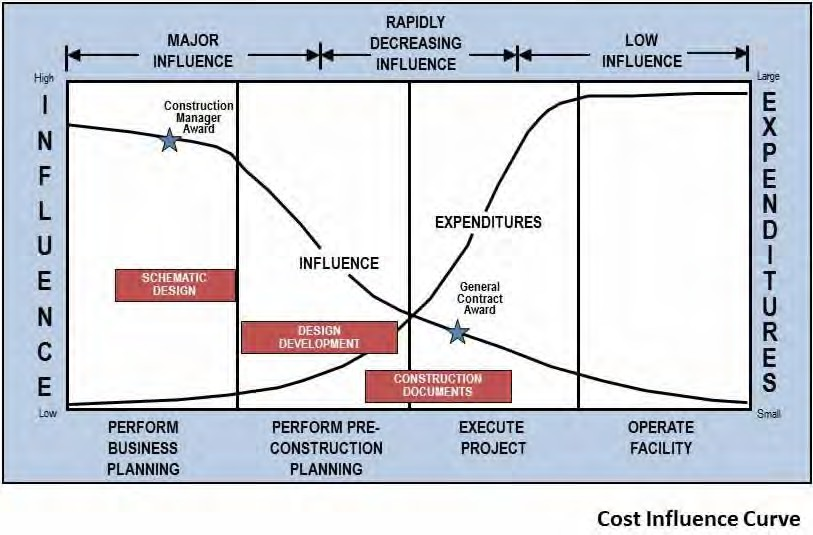 MAJOR
INFLUENCE
RAPIDLY
DECREASING
INFLUENCE
LOW
INFLUENCE
High
Large
INFLUENCE
EXPENDITURES
Construction
Manager
Award
EXPENDITURES
INFLUENCE
SCHEMATIC
DESIGN
General
Contract
Award
DESIGN
DEVELOPMENT
CONSTRUCTION
DOCUMENTS
Low
Small
PERFORM
BUSINESS
PLANNING
PERFORM PRE-
CONSTRUCTION
PLANNING
EXECUTE
PROJECT
OPERATE
FACILITY
Cost Influence Curve